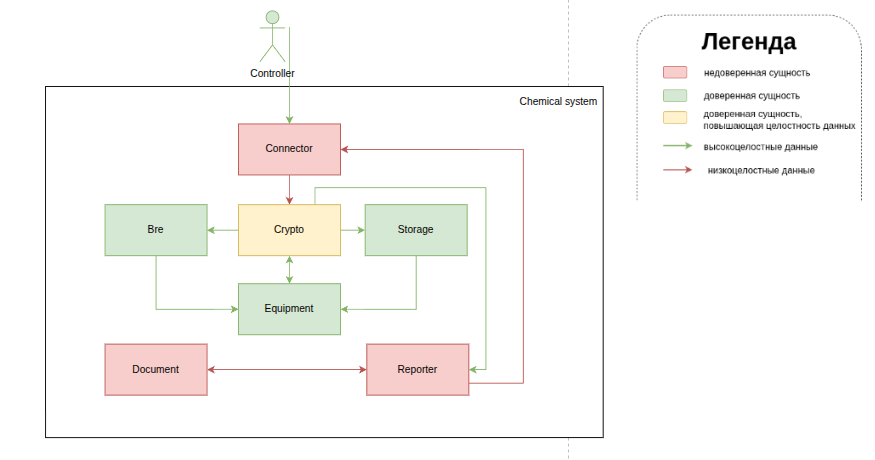 Controller
Chemical system
Connector
Bre
Crypto
Storage
Equipment
Document
Reporter
Легенда
недоверенная сущность
доверенная сущность
доверенная сущность,
повышающая целостность данных
высокоцелостные данные
низкоцелостные данные